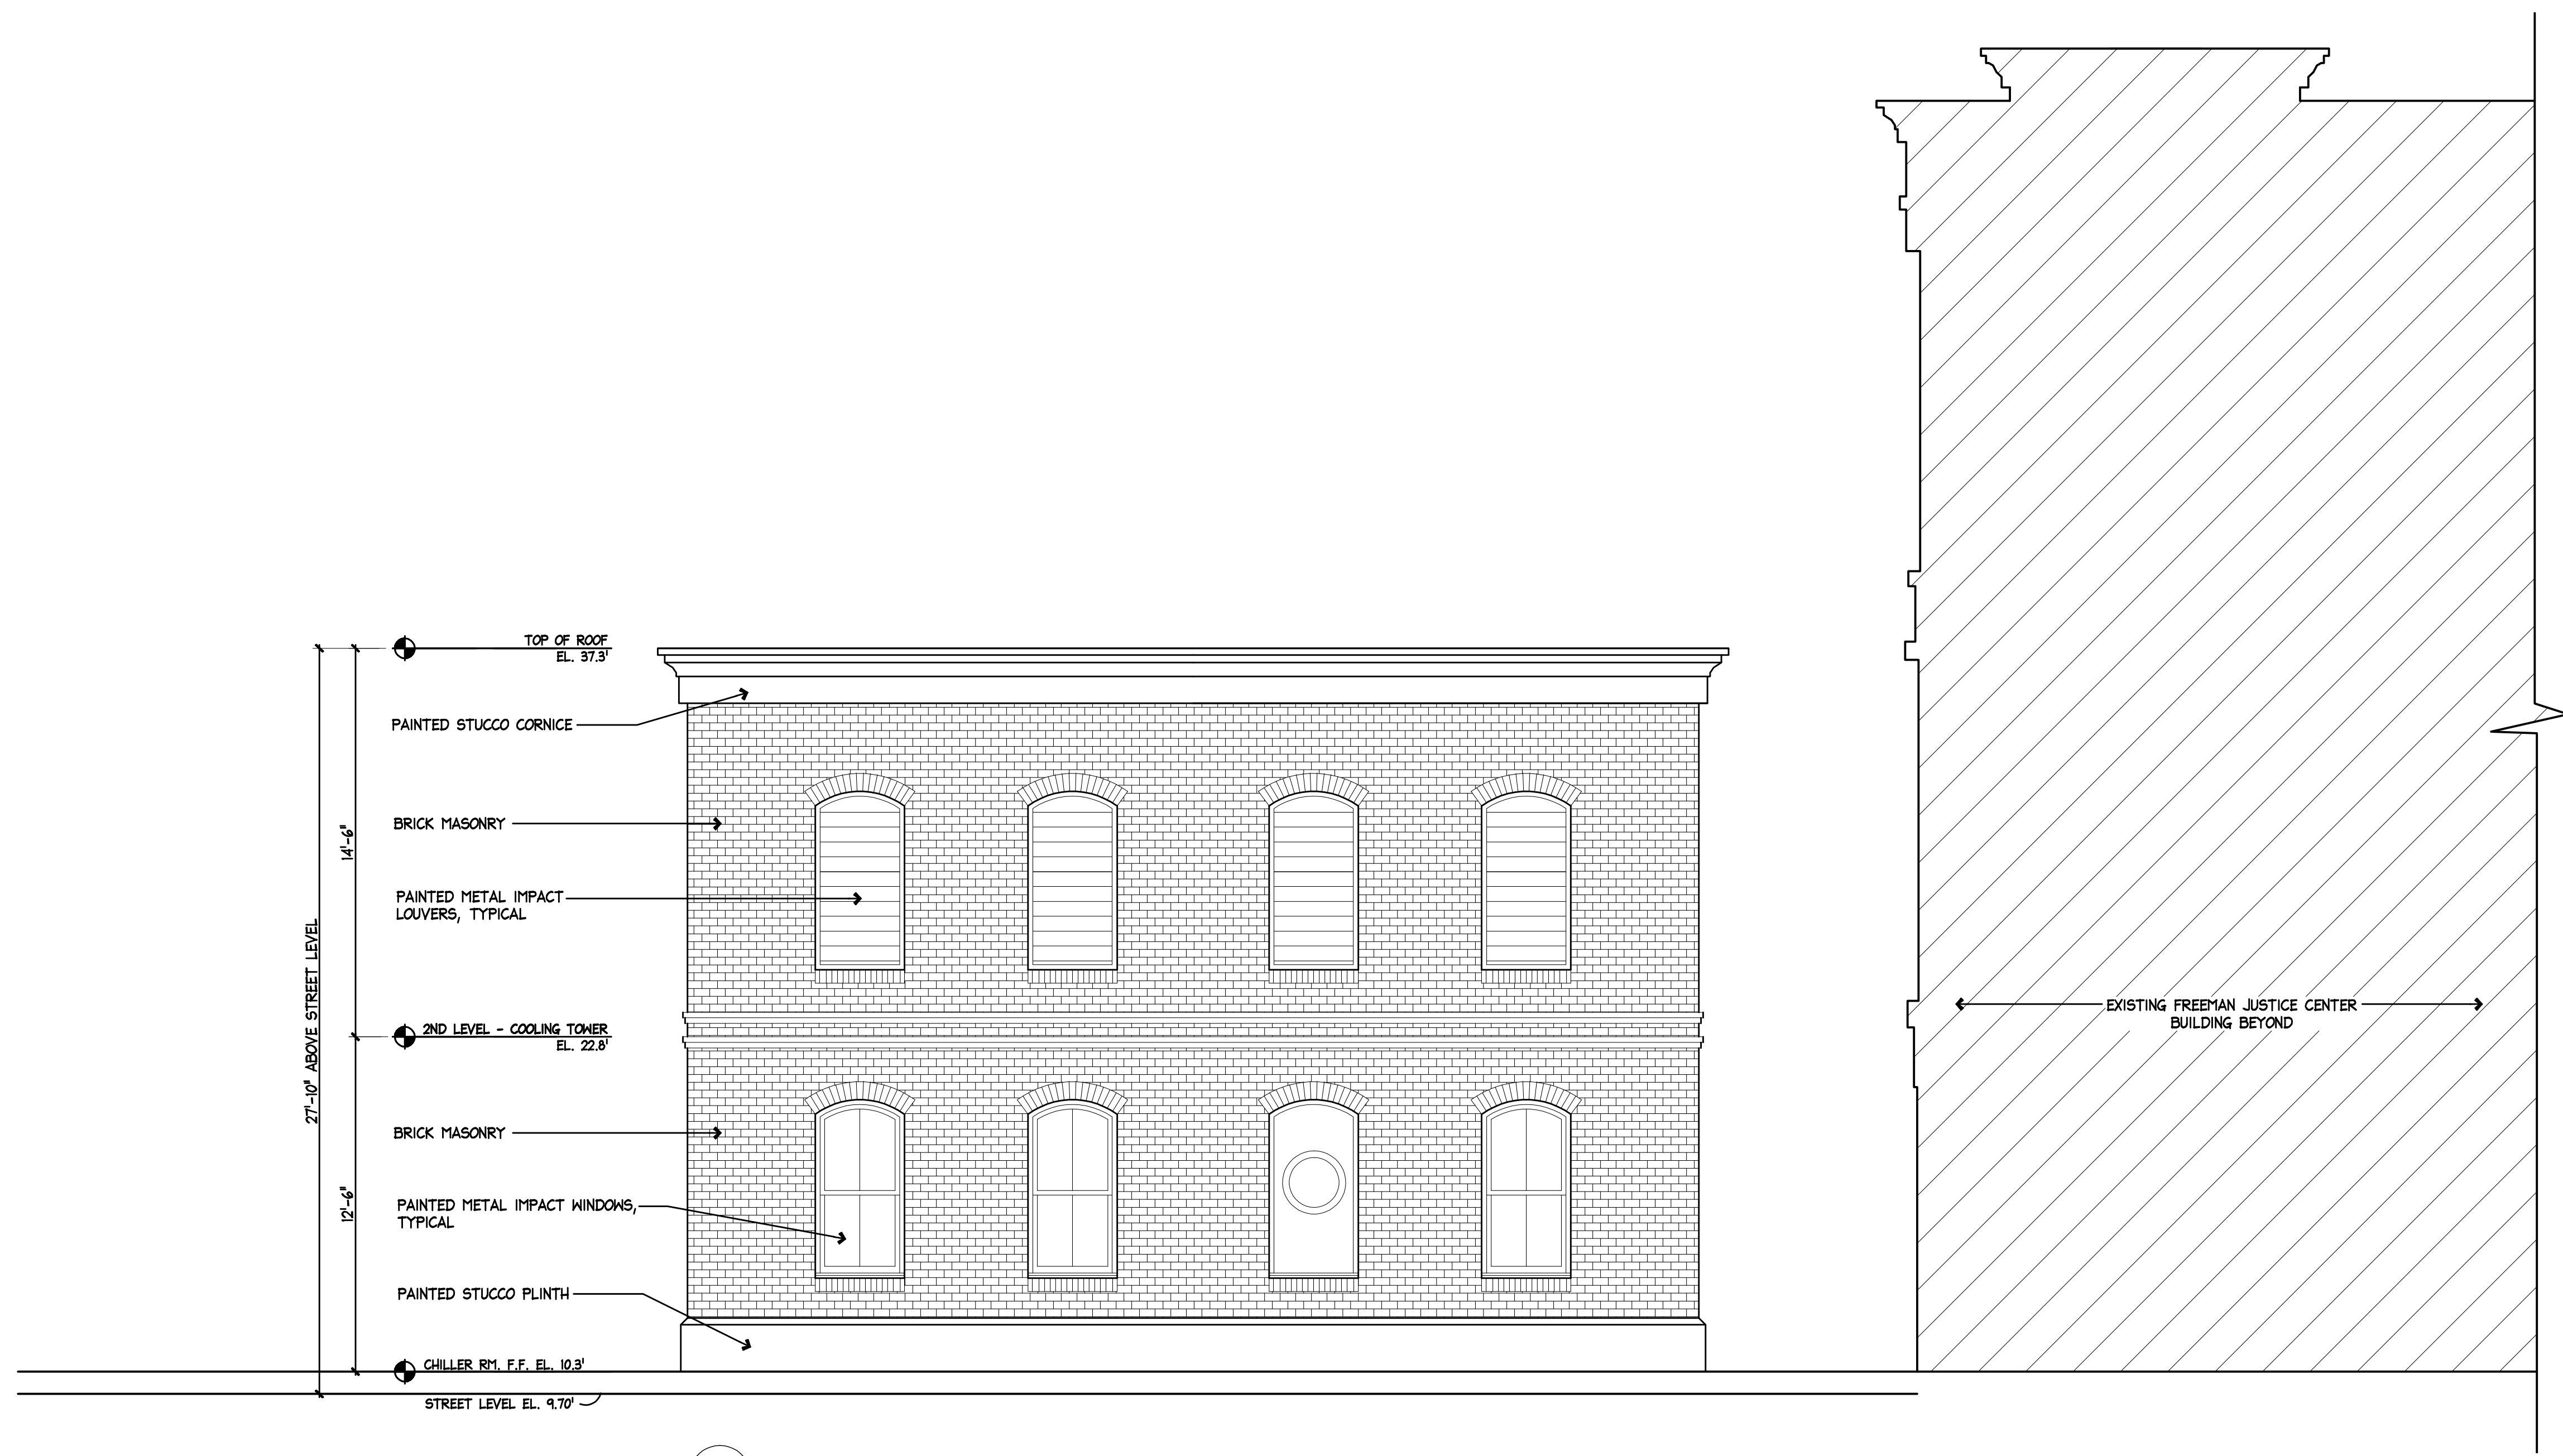 TOP OF ROOF
EL. 37.3'
PAINTED STUCCO CORNICE
BRICK MASONRY
14'-6"
PAINTED METAL IMPACT
LOUVERS, TYPICAL
27'-10" ABOVE STREET LEVEL
2ND LEVEL - COOLING TOWER
EL. 22.8'
EXISTING FREEMAN JUSTICE CENTER
BUILDING BEYOND
BRICK MASONRY
12'-6"
PAINTED METAL IMPACT WINDOWS,
TYPICAL
PAINTED STUCCO PLINTH
CHILLER RM. F.F. EL. 10.3'
STREET LEVEL EL. 9.70'